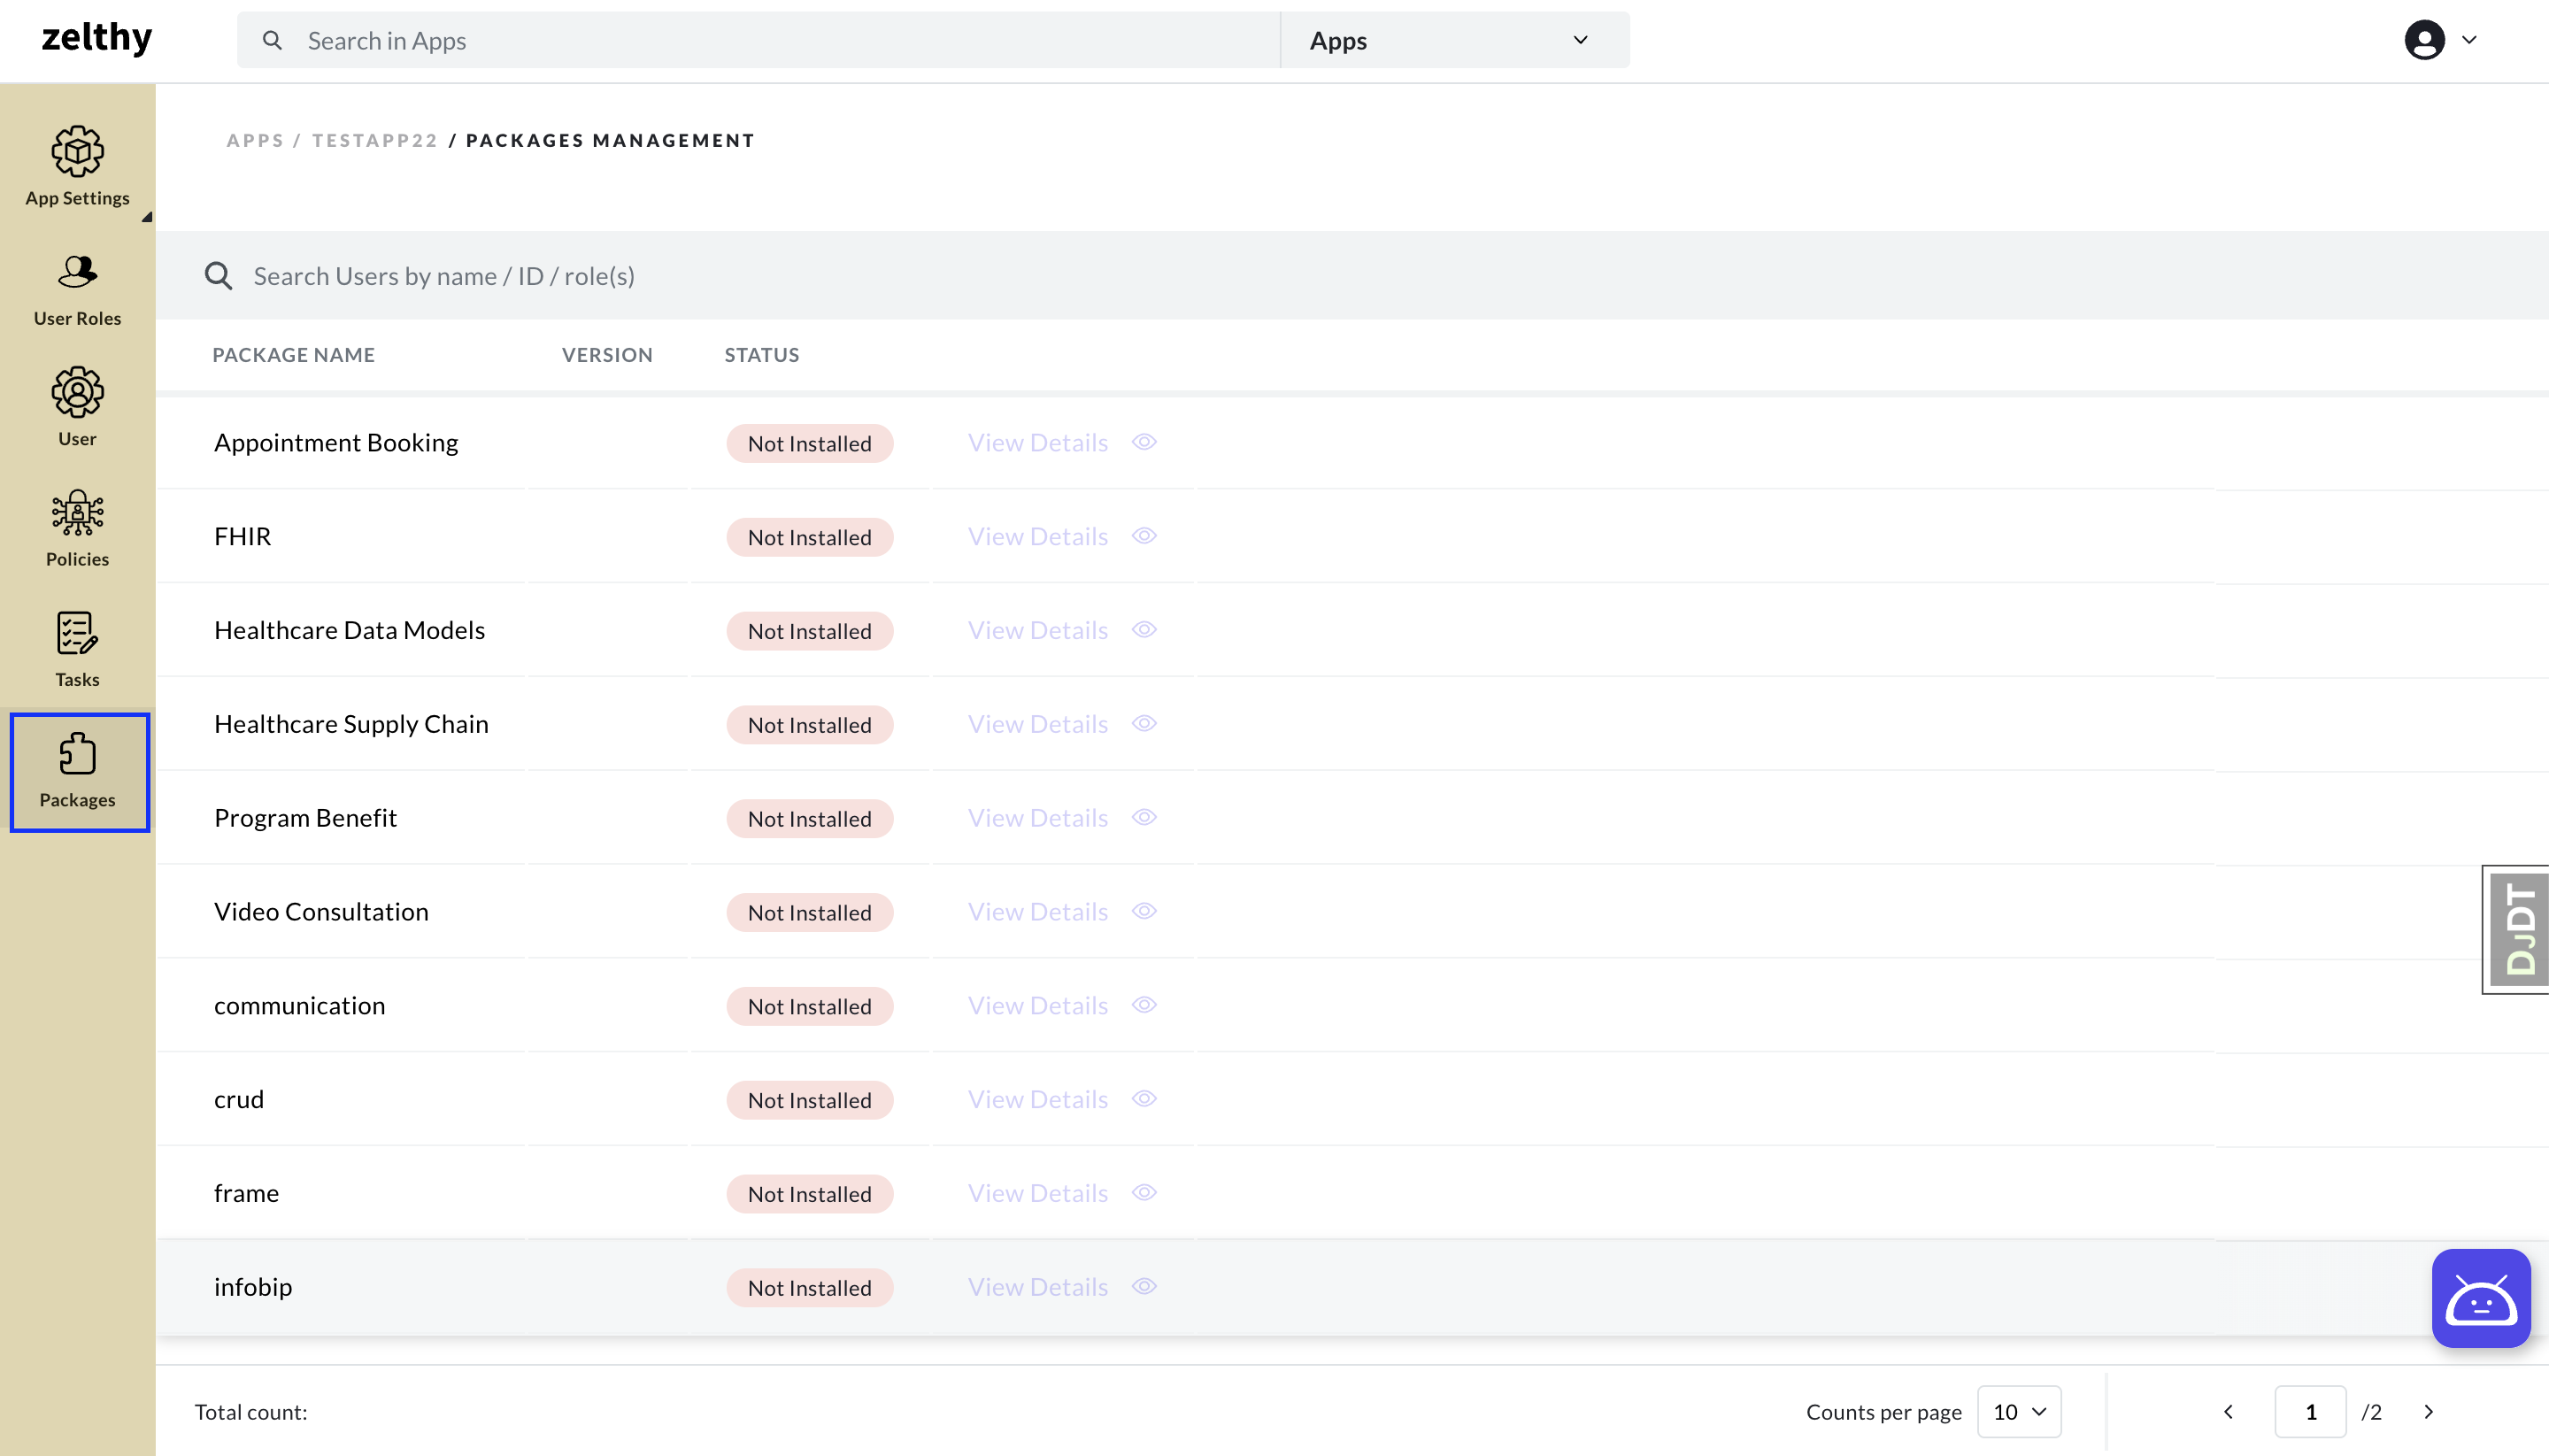 zelthy
Search in Apps
Apps
APPS / TESTAPP22 / PACKAGES MANAGEMENT
App Settings
User Roles
User
Policies
Tasks
Packages
Search Users by name / ID / role(s)
PACKAGE NAME VERSION STATUS
Appointment Booking Not Installed View Details
FHIR Not Installed View Details
Healthcare Data Models Not Installed View Details
Healthcare Supply Chain Not Installed View Details
Program Benefit Not Installed View Details
Video Consultation Not Installed View Details
communication Not Installed View Details
crud Not Installed View Details
frame Not Installed View Details
infobip Not Installed View Details
DJDT
Total count:
Counts per page 10 1 /2